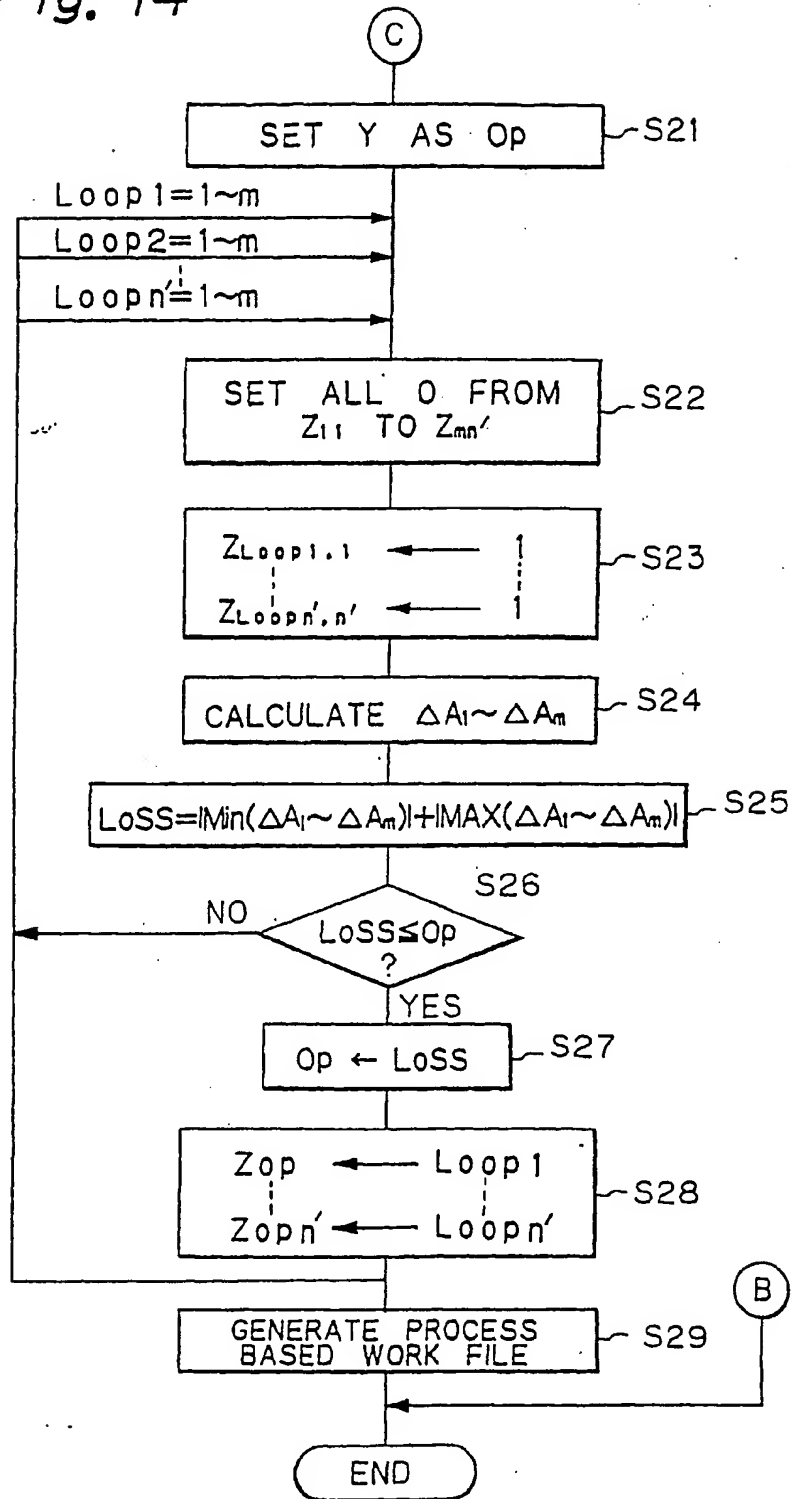 Fig. 14
C
SET Y AS Op
S21
Loop1=1~m
Loop2=1~m
Loopn′=1~m
SET ALL 0 FROM
Z11 TO Zmn′
S22
ZLoop1.1 ← 1
ZLoopn′.n′ ← 1
S23
CALCULATE ΔA1~ΔAm
S24
LoSS=|Min(ΔA1~ΔAm)|+|MAX(ΔA1~ΔAm)|
S25
S26
NO
LoSS≦Op
?
YES
Op ← LoSS
S27
Zop ← Loop1
Zopn′ ← Loopn′
S28
B
GENERATE PROCESS
BASED WORK FILE
S29
END